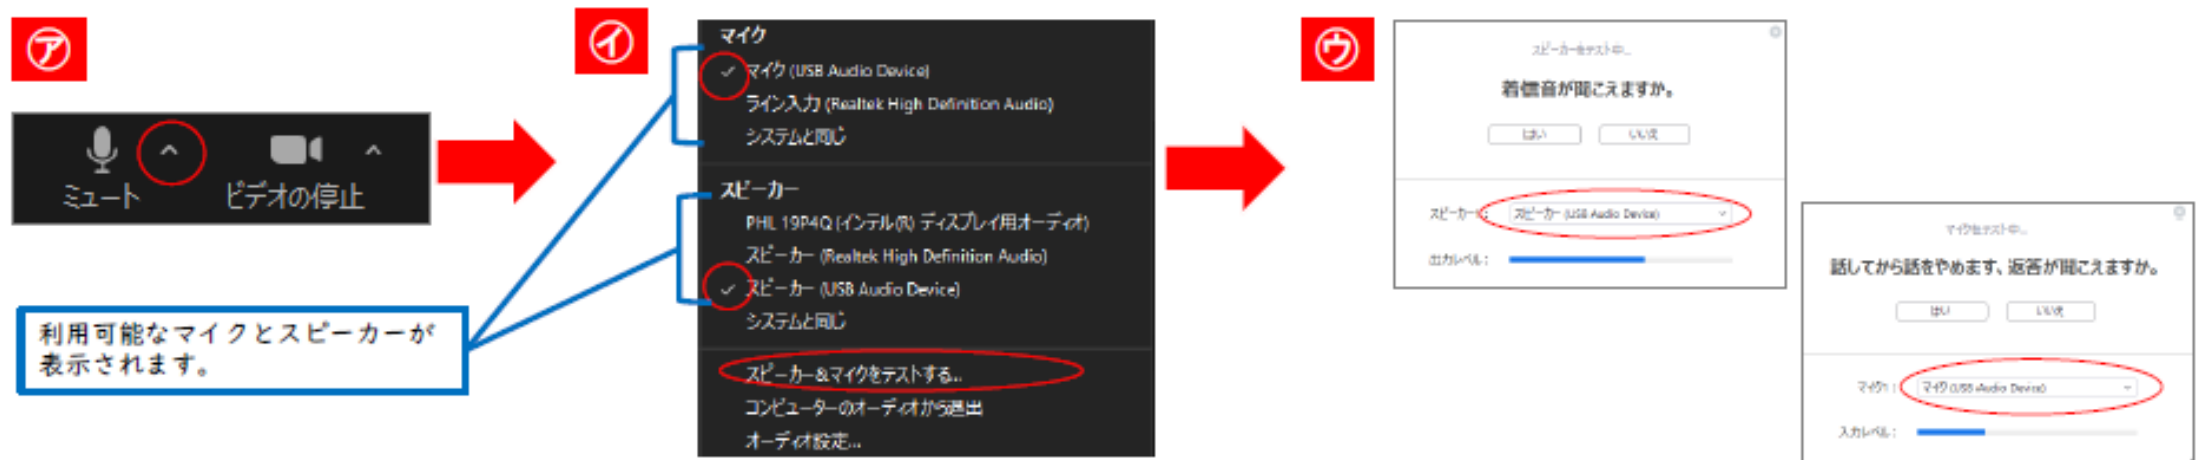 ㋐
ミュート
ビデオの停止
利用可能なマイクとスピーカーが
表示されます。
㋑
マイク
マイク (USB Audio Device)
ライン入力 (Realtek High Definition Audio)
システムと同じ
スピーカー
PHL 19P4Q (インテル(R) ディスプレイ用オーディオ)
スピーカー (Realtek High Definition Audio)
スピーカー (USB Audio Device)
システムと同じ
スピーカー&マイクをテストする...
コンピューターのオーディオから退出
オーディオ設定...
㋒
スピーカーをテスト中...
着信音が聞こえますか。
はい
いいえ
スピーカー1:
スピーカー (USB Audio Device)
出力レベル:
マイクをテスト中...
話してから話をやめます、返答が聞こえますか。
はい
いいえ
マイク1:
マイク (USB Audio Device)
入力レベル: